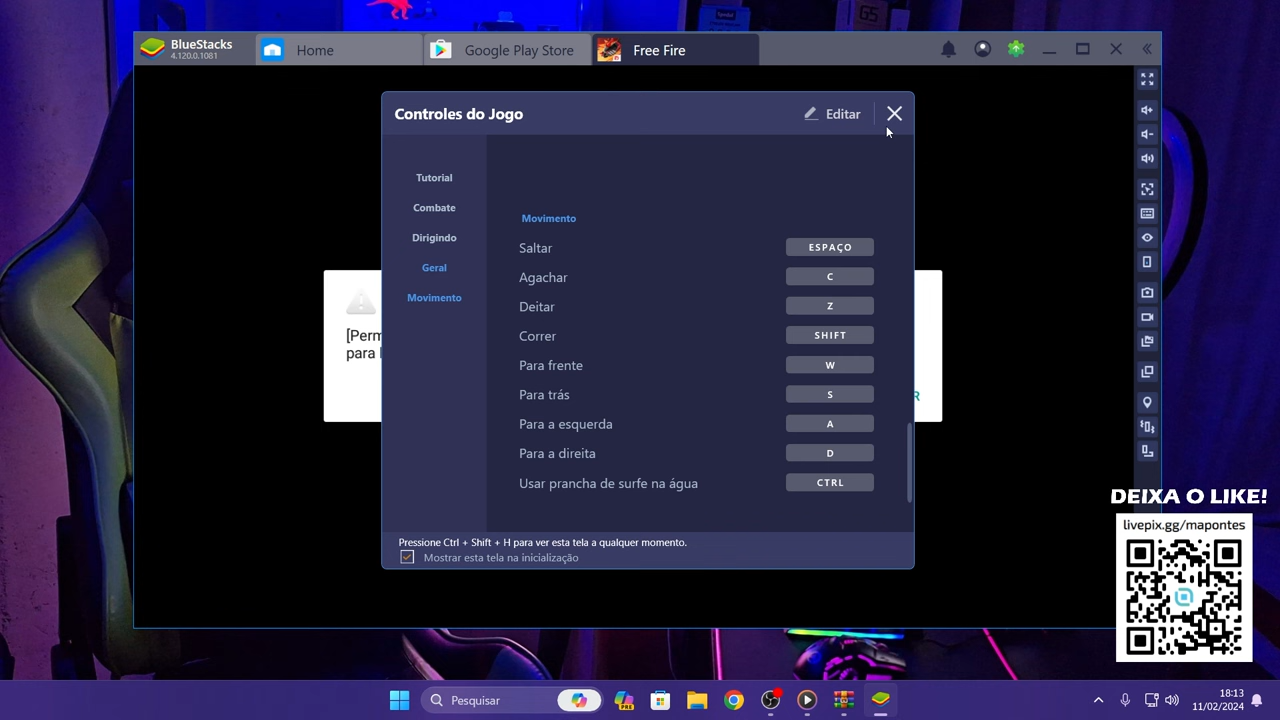 BlueStacks
4.120.0.1081
Home
Google Play Store
Free Fire
Controles do Jogo
Editar
Tutorial
Combate
Dirigindo
Geral
Movimento
Movimento
Saltar ESPAÇO
Agachar C
Deitar Z
Correr SHIFT
Para frente W
Para trás S
Para a esquerda A
Para a direita D
Usar prancha de surfe na água CTRL
[Perm
para
R
Pressione Ctrl + Shift + H para ver esta tela a qualquer momento.
Mostrar esta tela na inicialização
DEIXA O LIKE!
livepix.gg/mapontes
Pesquisar
PRE
18:13
11/02/2024